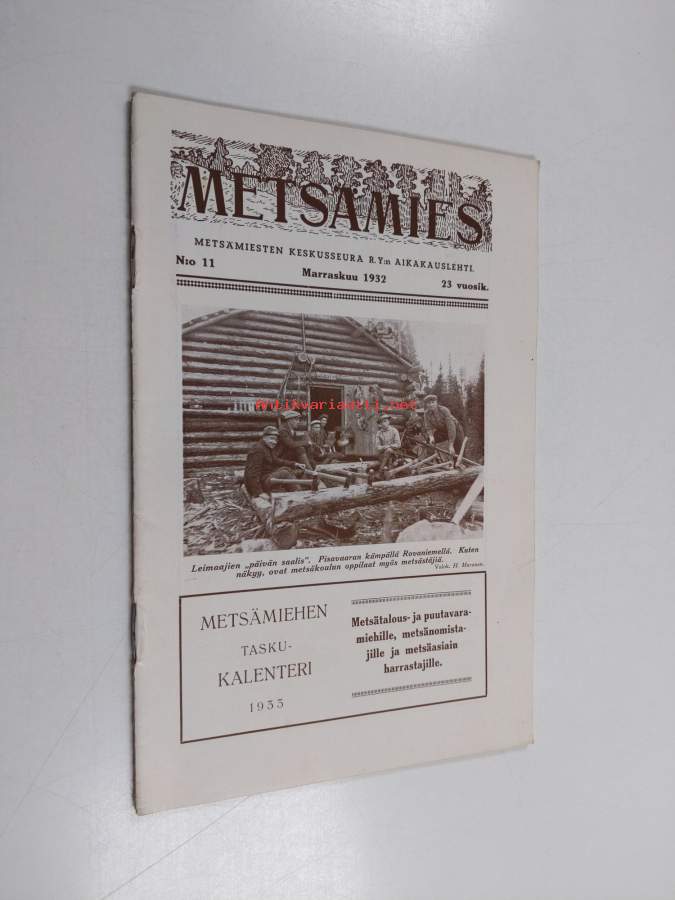 METSÄMIES
METSÄMIESTEN KESKUSSEURA R.Y:n AIKAKAUSLEHTI.
N:o 11 Marraskuu 1932 23 vuosik.
Antikvariaatti.net
Leimaajien „päivän saalis". Pisavaaran kämpällä Rovaniemellä. Kuten
näkyy, ovat metsäkoulun oppilaat myös metsästäjiä.
Valok. H. Moranen.
METSÄMIEHEN
TASKU-
KALENTERI
1933
Metsätalous- ja puutavara-
miehille, metsänomista-
jille ja metsäasiain
harrastajille.